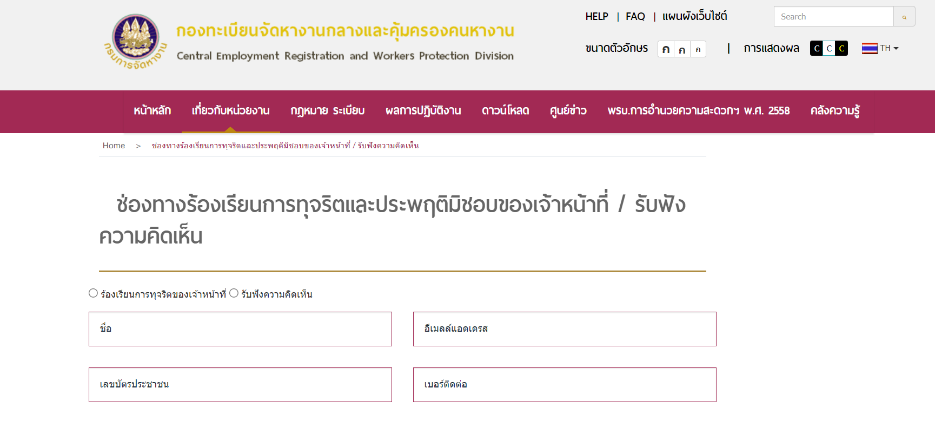 HELP | FAQ | แผนผังเว็บไซต์
Search
กองทะเบียนจัดหางานกลางและคุ้มครองคนหางาน
Central Employment Registration and Workers Protection Division
กรมการจัดหางาน
ขนาดตัวอักษร ก ก ก | การแสดงผล C C C TH
หน้าหลัก เกี่ยวกับหน่วยงาน กฎหมาย ระเบียบ ผลการปฏิบัติงาน ดาวน์โหลด ศูนย์ข่าว พรบ.การอำนวยความสะดวกฯ พ.ศ. 2558 คลังความรู้
Home > ช่องทางร้องเรียนการทุจริตและประพฤติมิชอบของเจ้าหน้าที่ / รับฟังความคิดเห็น
ช่องทางร้องเรียนการทุจริตและประพฤติมิชอบของเจ้าหน้าที่ / รับฟัง
ความคิดเห็น
ร้องเรียนการทุจริตของเจ้าหน้าที่ รับฟังความคิดเห็น
ชื่อ อีเมลล์แอดเดรส
เลขบัตรประชาชน เบอร์ติดต่อ